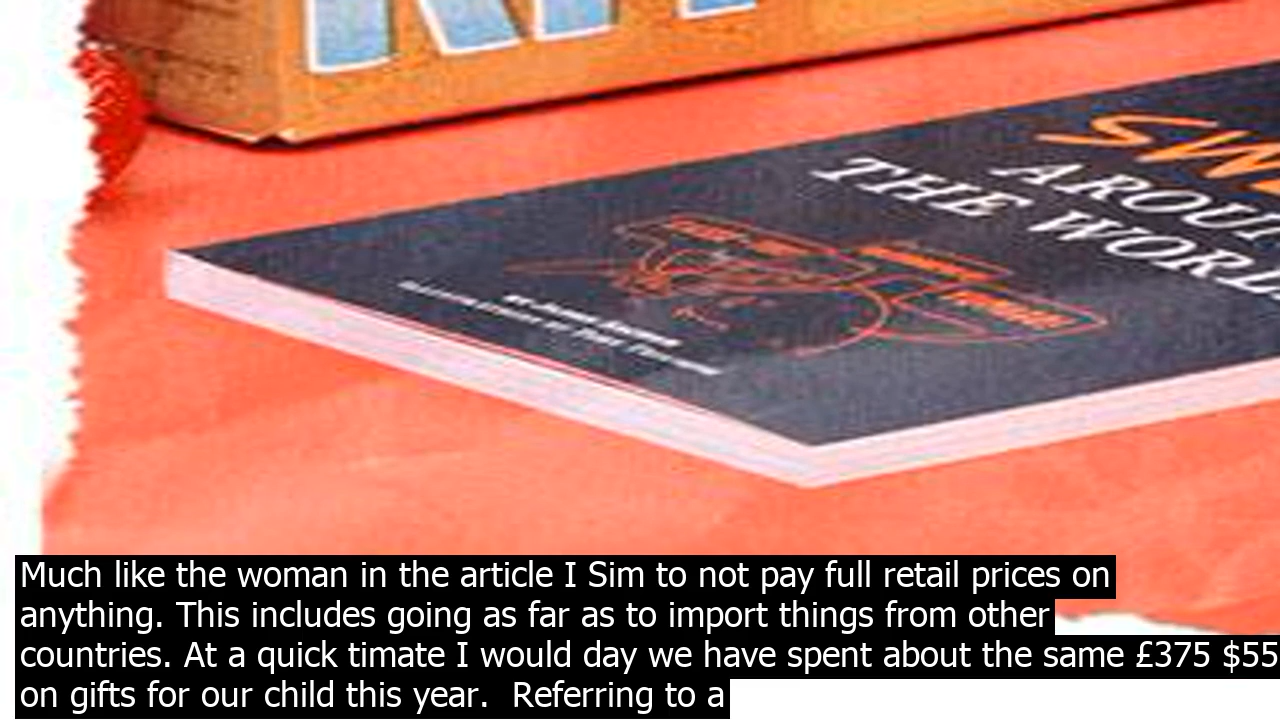 AROUN
THE WORL
Much like the woman in the article I Sim to not pay full retail prices on
anything. This includes going as far as to import things from other
countries. At a quick timate I would day we have spent about the same £375 $55
on gifts for our child this year.  Referring to a